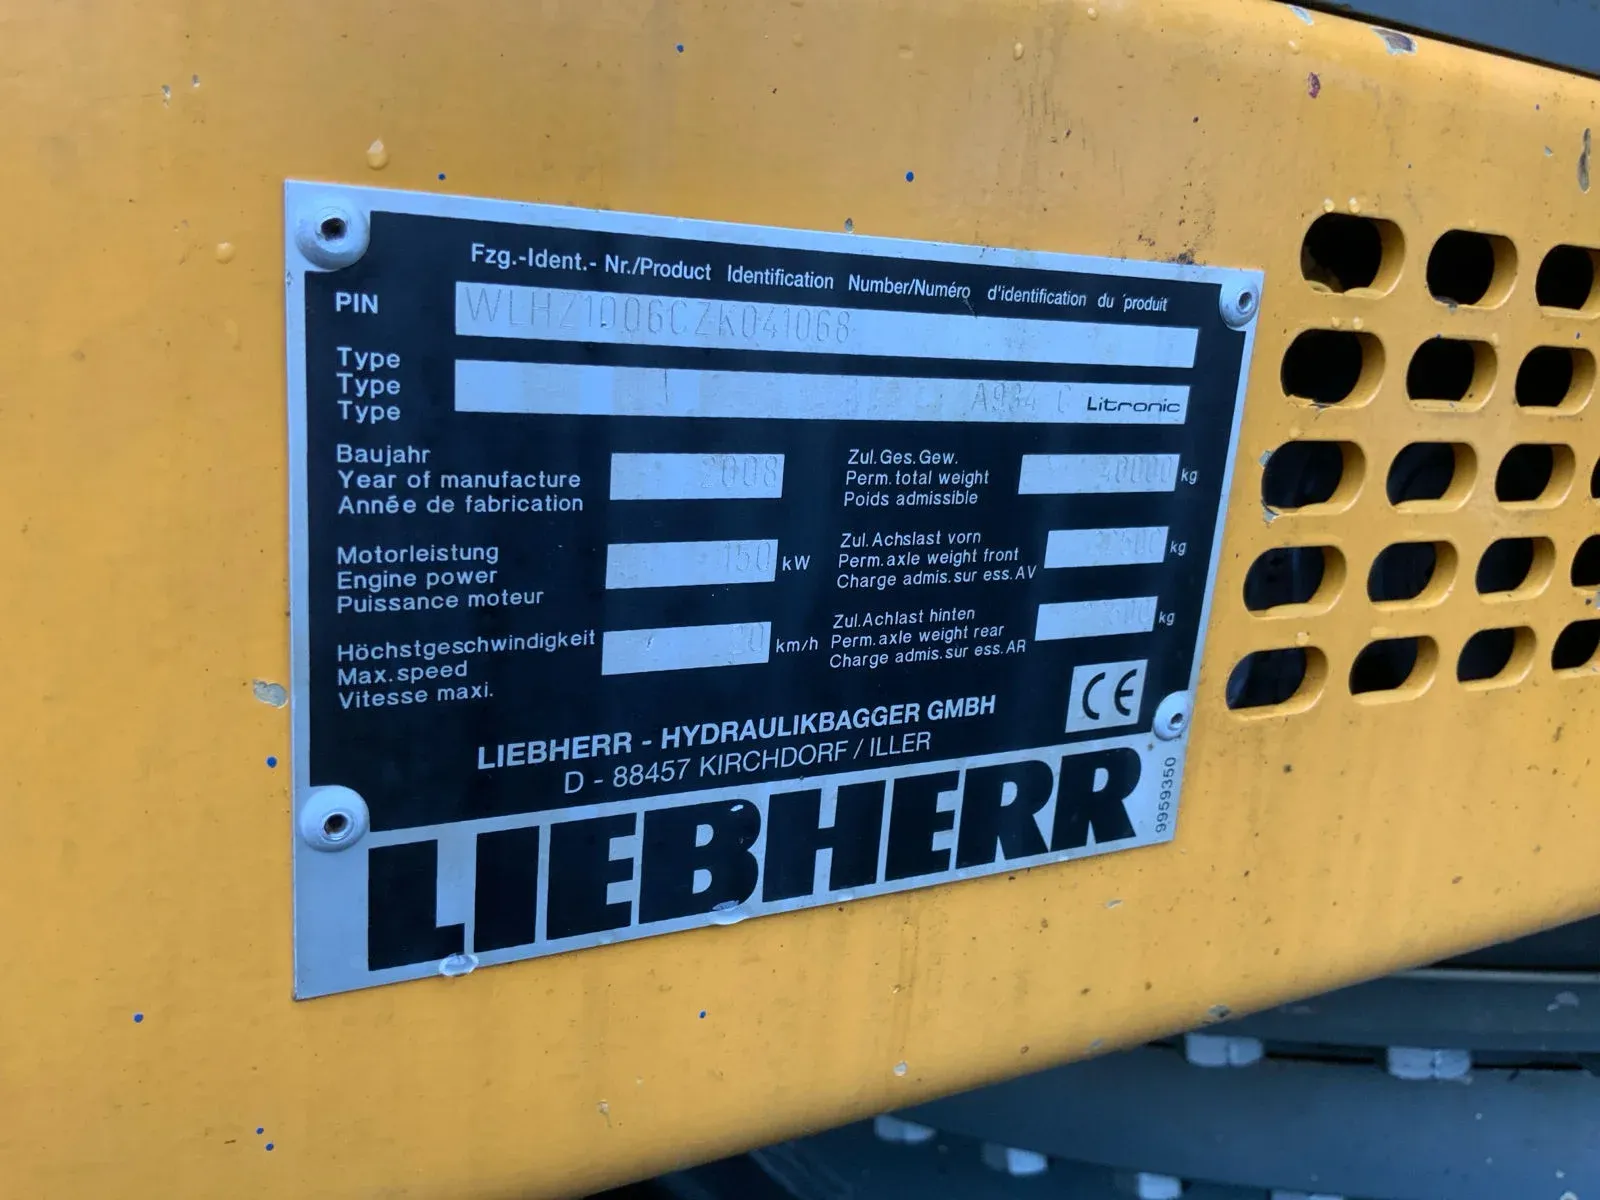 Fzg.-Ident.- Nr./Product Identification Number/Numéro d'identification du produit
PIN WLHZ1006CZK041068
Type
Type A934 C Litronic
Type
Baujahr
Year of manufacture 2008
Année de fabrication
Zul.Ges.Gew.
Perm.total weight 40000 kg
Poids admissible
Motorleistung
Engine power 150 kW
Puissance moteur
Zul.Achslast vorn
Perm.axle weight front kg
Charge admis.sur ess.AV
Höchstgeschwindigkeit
Max.speed 20 km/h
Vitesse maxi.
Zul.Achlast hinten
Perm.axle weight rear kg
Charge admis.sur ess.AR
CE
LIEBHERR - HYDRAULIKBAGGER GMBH
D - 88457 KIRCHDORF / ILLER
LIEBHERR
9959350